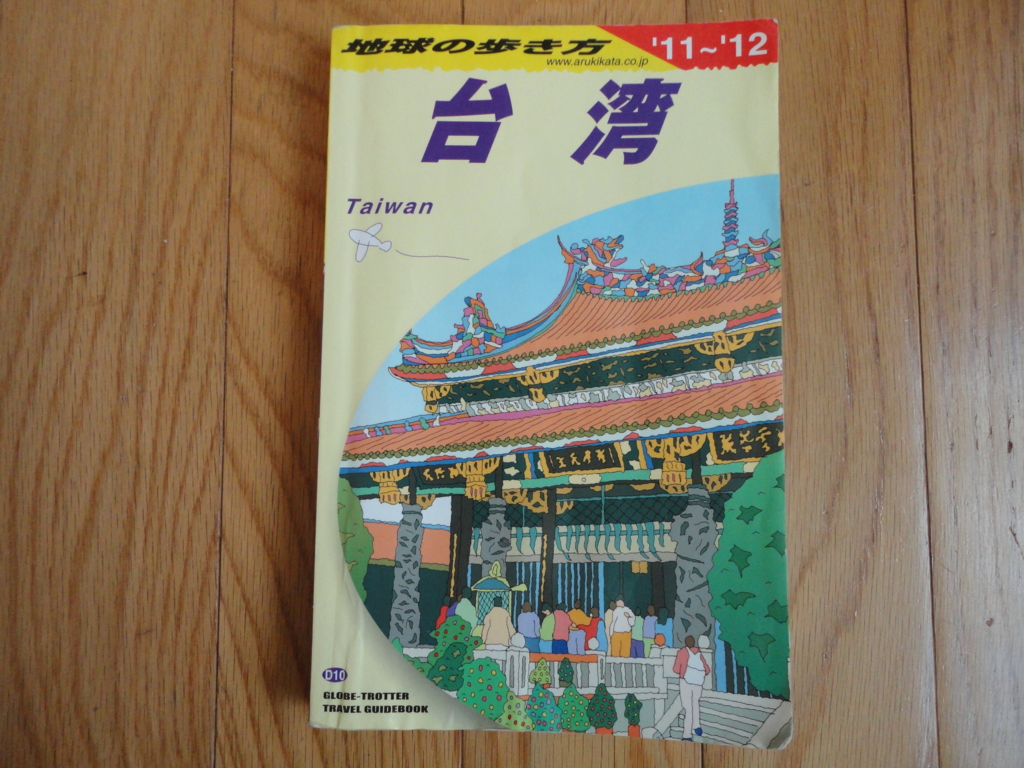 地球の歩き方
'11~'12
www.arukikata.co.jp
台 湾
Taiwan
D10
GLOBE-TROTTER
TRAVEL GUIDEBOOK